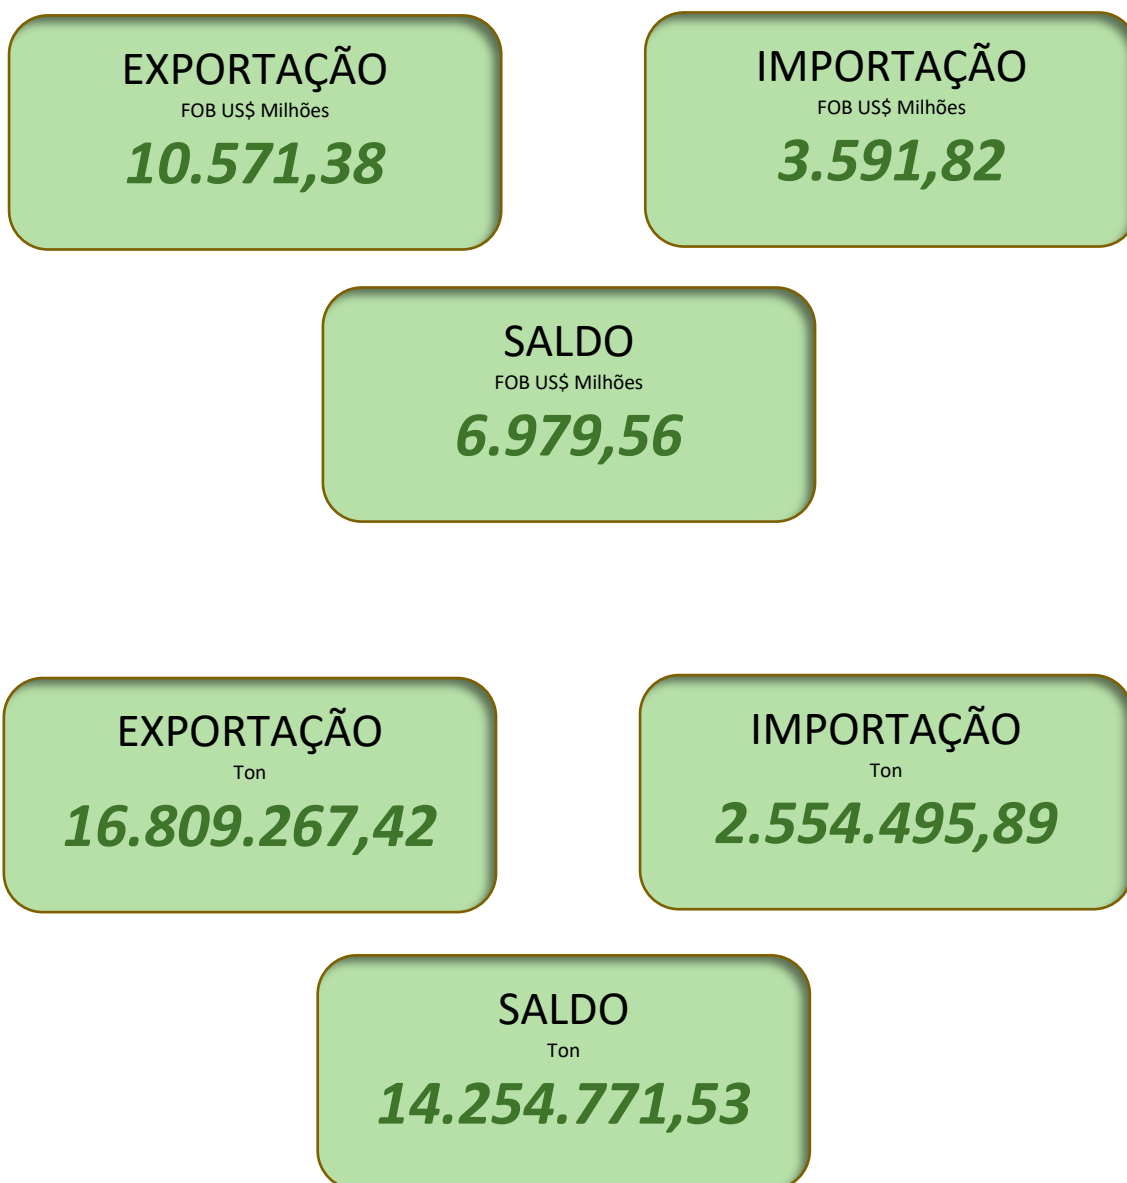 EXPORTAÇÃO
FOB US$ Milhões
10.571,38
IMPORTAÇÃO
FOB US$ Milhões
3.591,82
SALDO
FOB US$ Milhões
6.979,56
EXPORTAÇÃO
Ton
16.809.267,42
IMPORTAÇÃO
Ton
2.554.495,89
SALDO
Ton
14.254.771,53